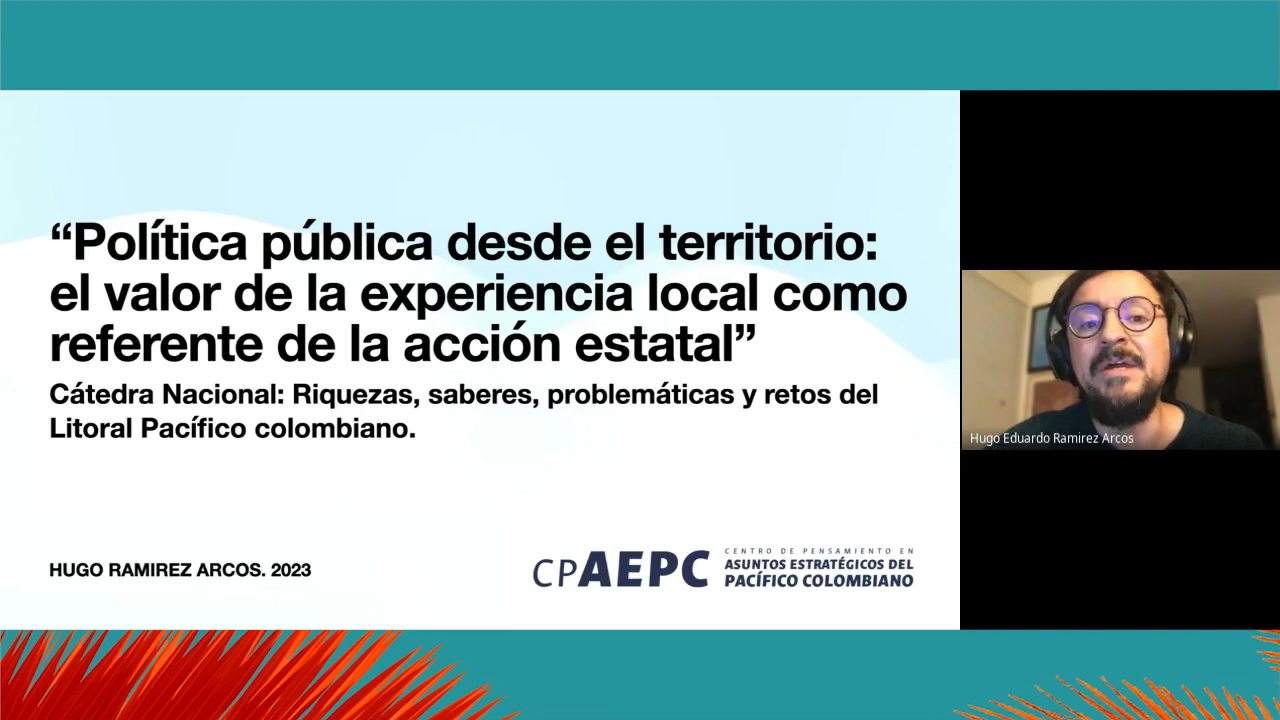 “Política pública desde el territorio:
el valor de la experiencia local como
referente de la acción estatal”
Cátedra Nacional: Riquezas, saberes, problemáticas y retos del
Litoral Pacífico colombiano.
HUGO RAMIREZ ARCOS. 2023
CPAEPC
CENTRO DE PENSAMIENTO EN
ASUNTOS ESTRATÉGICOS DEL
PACÍFICO COLOMBIANO
Hugo Eduardo Ramirez Arcos